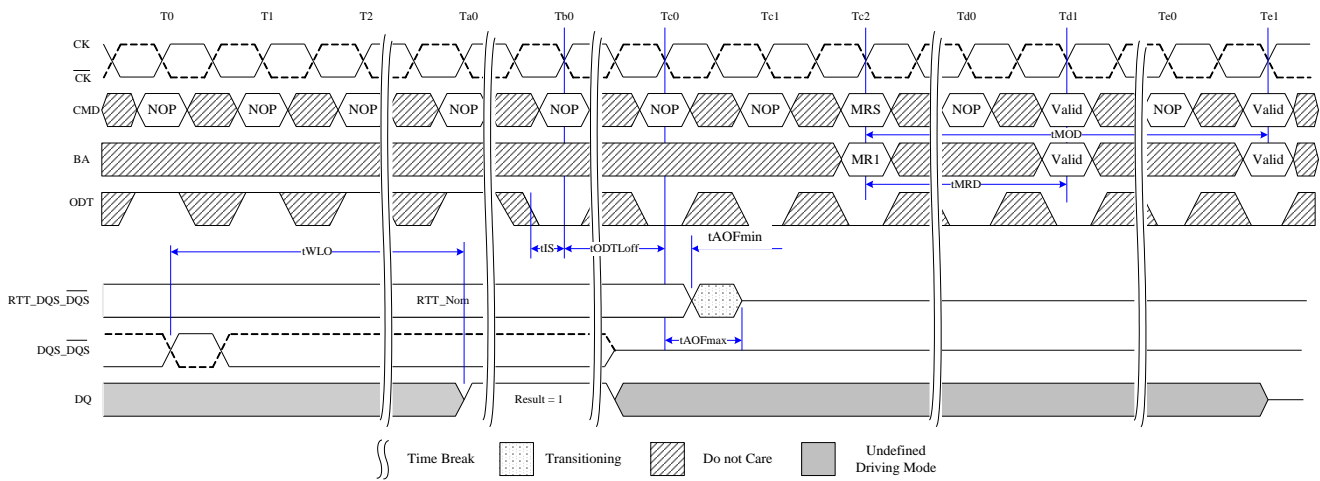 T0 T1 T2 Ta0 Tb0 Tc0 Tc1 Tc2 Td0 Td1 Te0 Te1
CK
CK
CMD NOP NOP NOP NOP NOP NOP NOP MRS NOP Valid NOP Valid
tMOD
BA MR1 Valid Valid
tMRD
ODT
tAOFmin
tWLO tIS tODTLoff
RTT_DQS_DQS RTT_Nom
tAOFmax
DQS_DQS
DQ Result = 1
Time Break Transitioning Do not Care Undefined
Driving Mode